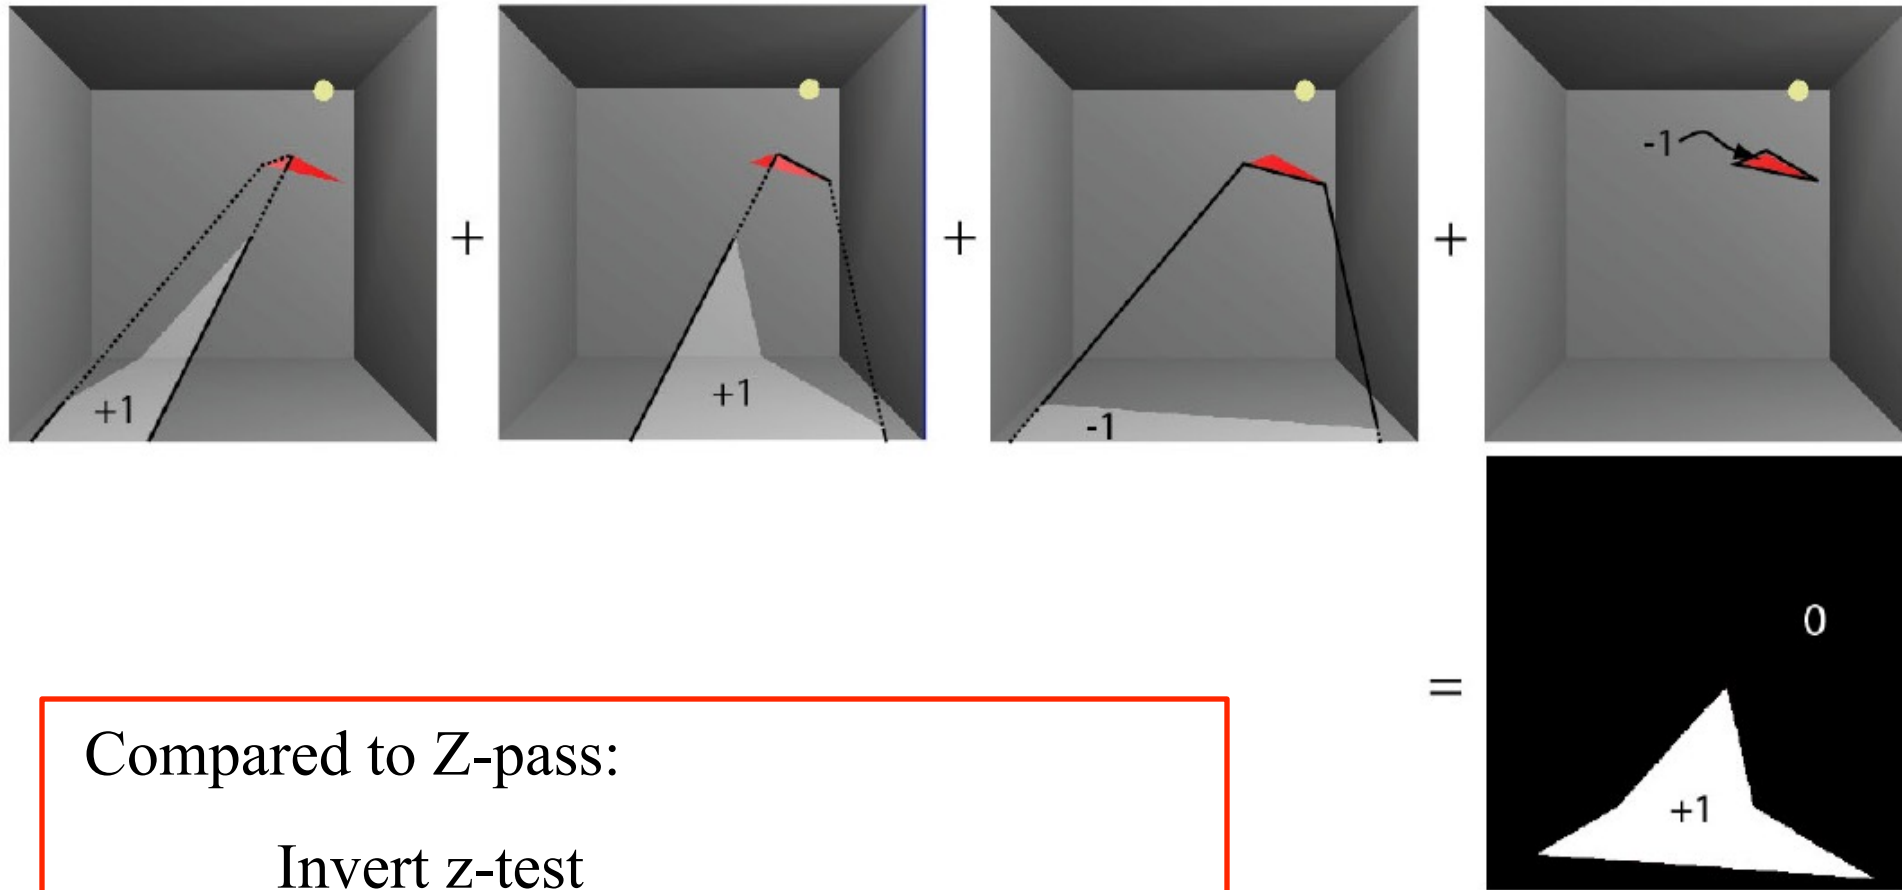 -1
+ + +
+1 +1 -1
0
=
+1
Compared to Z-pass:
Invert z-test